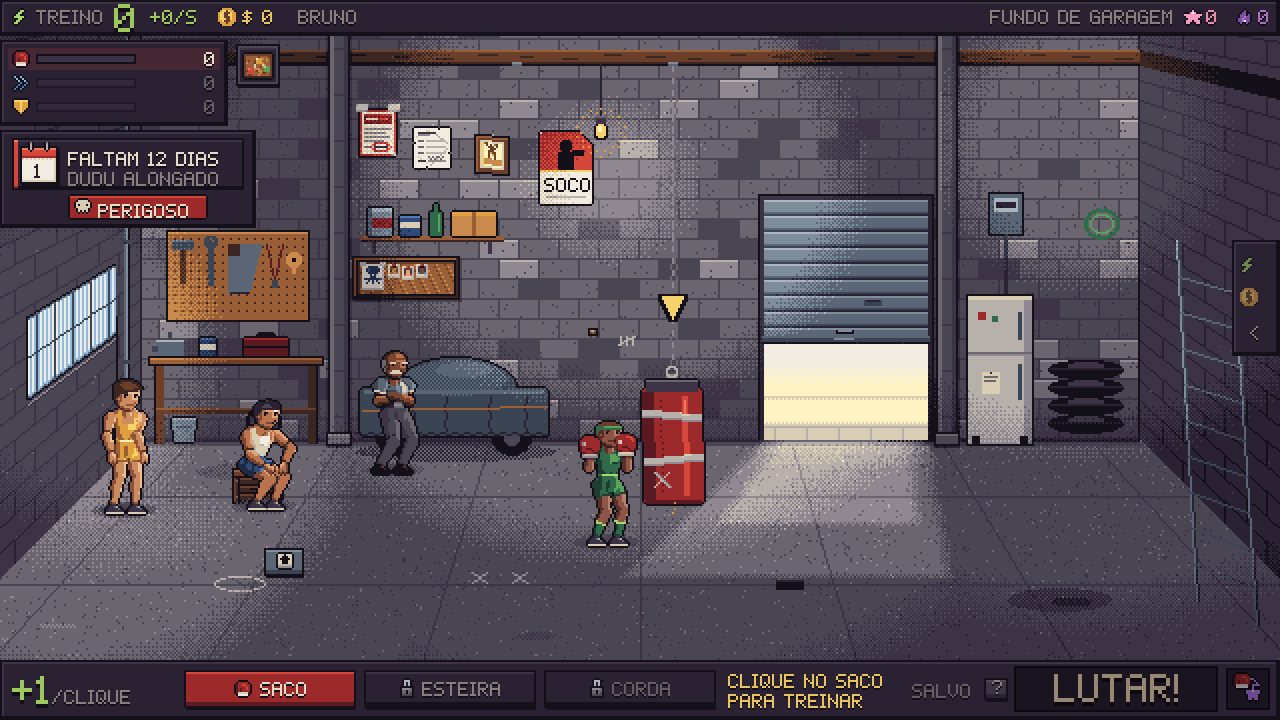 TREINO 0 +0/S $ 0 BRUNO FUNDO DE GARAGEM 0 0
0
0
0
1
FALTAM 12 DIAS
DUDU ALONGADO
PERIGOSO
SOCO
+1/CLIQUE
SACO
ESTEIRA
CORDA
CLIQUE NO SACO
PARA TREINAR
SALVO
?
LUTAR!